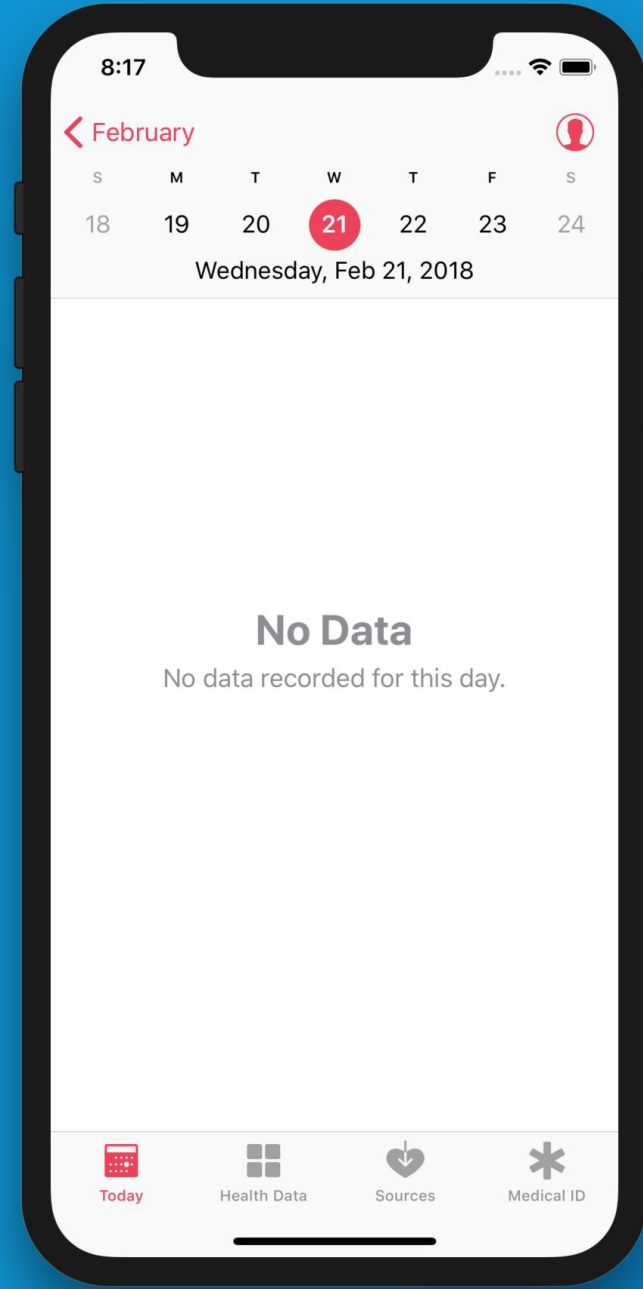 8:17
February
S M T W T F S
18 19 20 21 22 23 24
Wednesday, Feb 21, 2018
No Data
No data recorded for this day.
Today Health Data Sources Medical ID